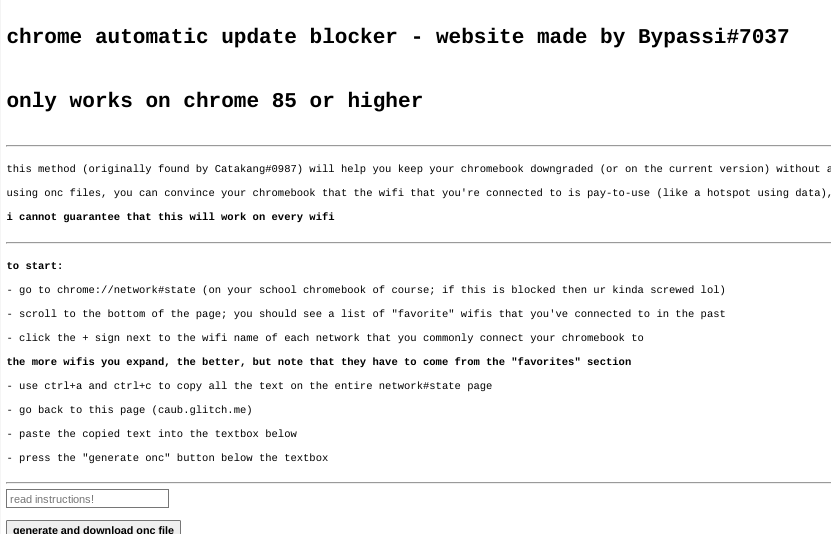 chrome automatic update blocker - website made by Bypassi#7037
only works on chrome 85 or higher
this method (originally found by Catakang#0987) will help you keep your chromebook downgraded (or on the current version) without a
using onc files, you can convince your chromebook that the wifi that you're connected to is pay-to-use (like a hotspot using data),
i cannot guarantee that this will work on every wifi
to start:
- go to chrome://network#state (on your school chromebook of course; if this is blocked then ur kinda screwed lol)
- scroll to the bottom of the page; you should see a list of "favorite" wifis that you've connected to in the past
- click the + sign next to the wifi name of each network that you commonly connect your chromebook to
the more wifis you expand, the better, but note that they have to come from the "favorites" section
- use ctrl+a and ctrl+c to copy all the text on the entire network#state page
- go back to this page (caub.glitch.me)
- paste the copied text into the textbox below
- press the "generate onc" button below the textbox
read instructions!
generate and download onc file